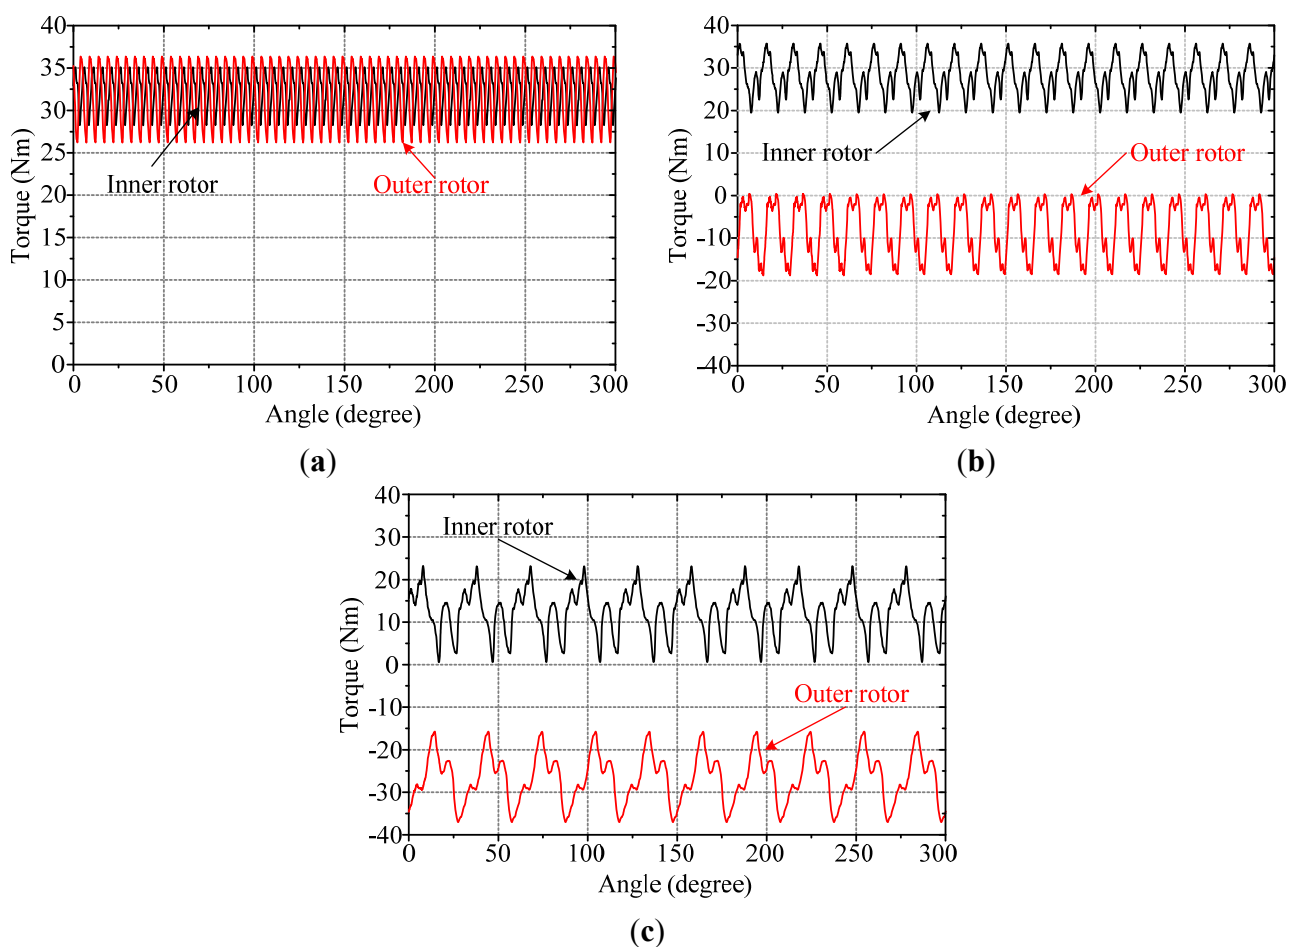 40
35
30
25
20
15
10
5
0
Torque (Nm)
Inner rotor
Outer rotor
0 50 100 150 200 250 300
Angle (degree)
(a)
40
30
20
10
0
-10
-20
-30
-40
Torque (Nm)
Inner rotor
Outer rotor
0 50 100 150 200 250 300
Angle (degree)
(b)
40
30
20
10
0
-10
-20
-30
-40
Torque (Nm)
Inner rotor
Outer rotor
0 50 100 150 200 250 300
Angle (degree)
(c)